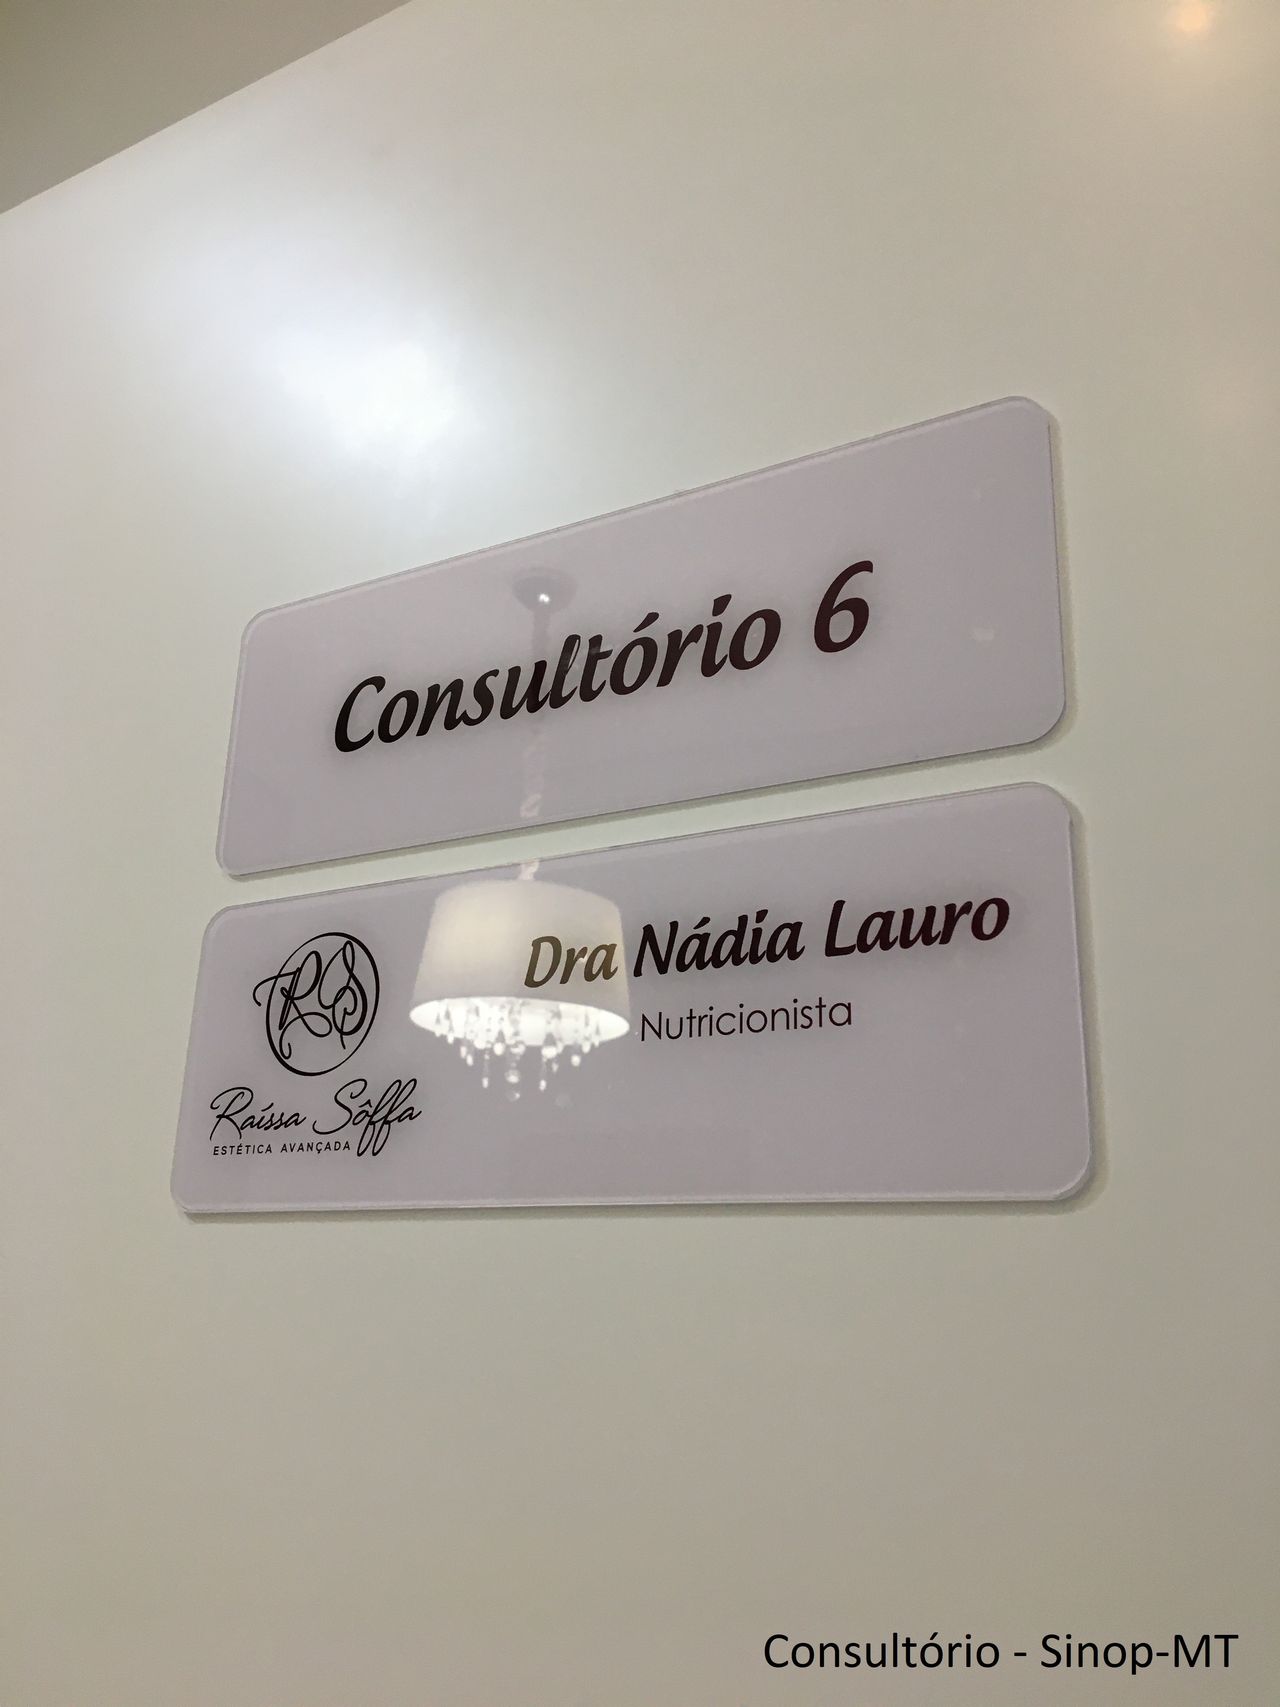 Consultório 6
Dra Nádia Lauro
Nutricionista
RS
Raíssa Sôffa
ESTÉTICA AVANÇADA
Consultório - Sinop-MT